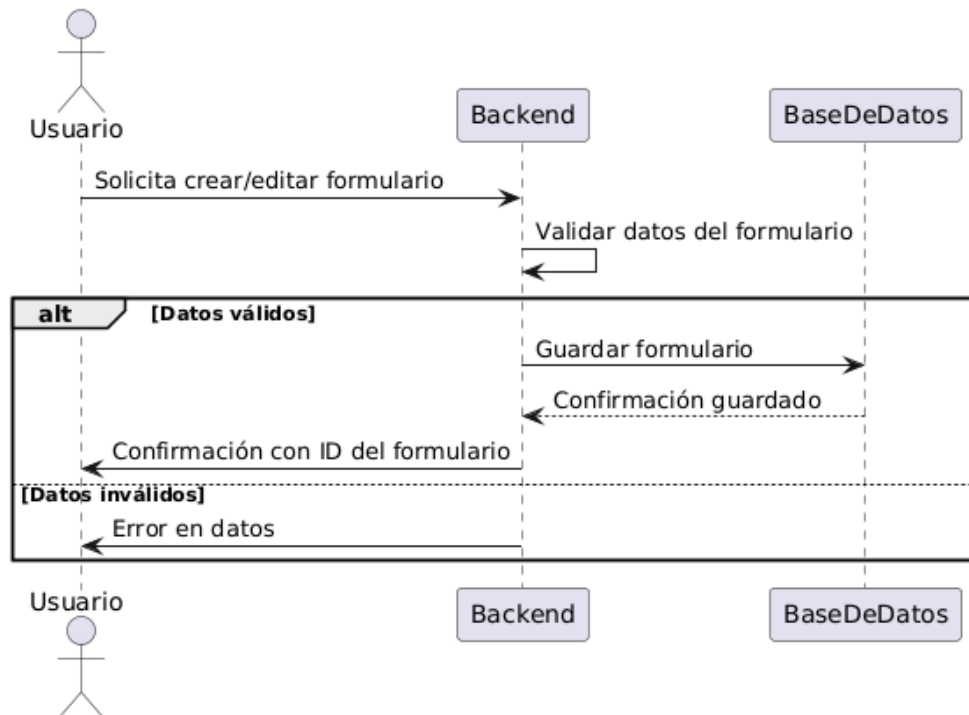 Usuario
Backend
BaseDeDatos
Solicita crear/editar formulario
Validar datos del formulario
alt
[Datos válidos]
Guardar formulario
Confirmación guardado
Confirmación con ID del formulario
[Datos inválidos]
Error en datos
Usuario
Backend
BaseDeDatos